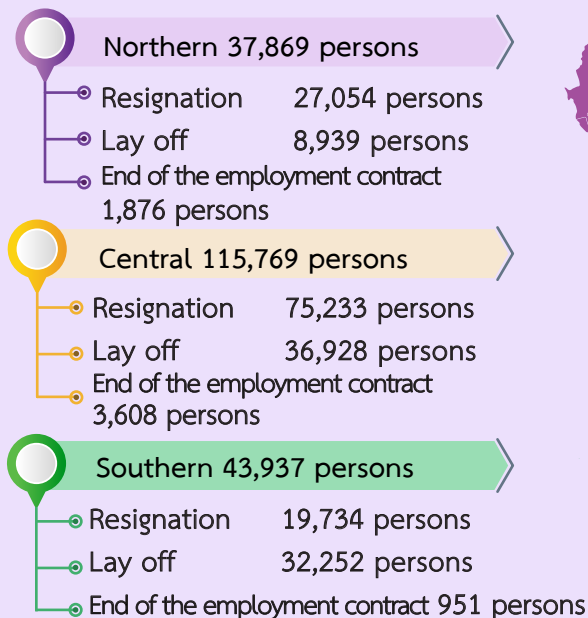 Northern 37,869 persons
Resignation 27,054 persons
Lay off 8,939 persons
End of the employment contract
1,876 persons
Central 115,769 persons
Resignation 75,233 persons
Lay off 36,928 persons
End of the employment contract
3,608 persons
Southern 43,937 persons
Resignation 19,734 persons
Lay off 32,252 persons
End of the employment contract 951 persons